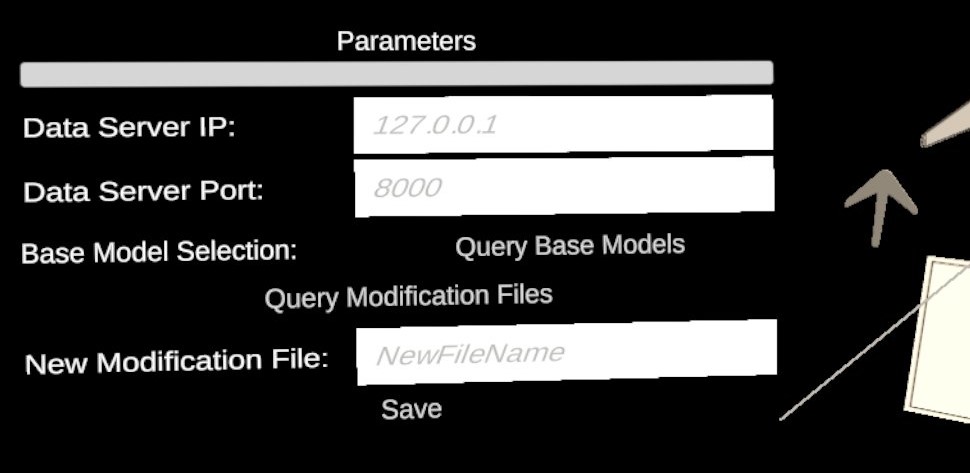 Parameters
Data Server IP: 127.0.0.1
Data Server Port: 8000
Base Model Selection: Query Base Models
Query Modification Files
New Modification File: NewFileName
Save